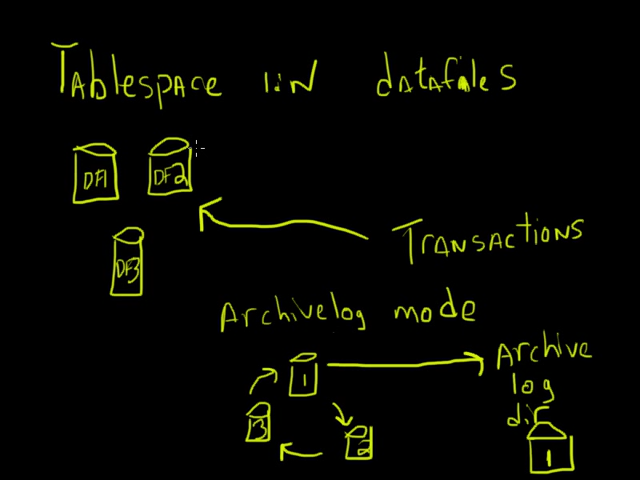 Tablespace 1:N datafiles
DF1 DF2
DF3
Transactions
Archivelog mode
1
3
2
Archive
log
dir
1